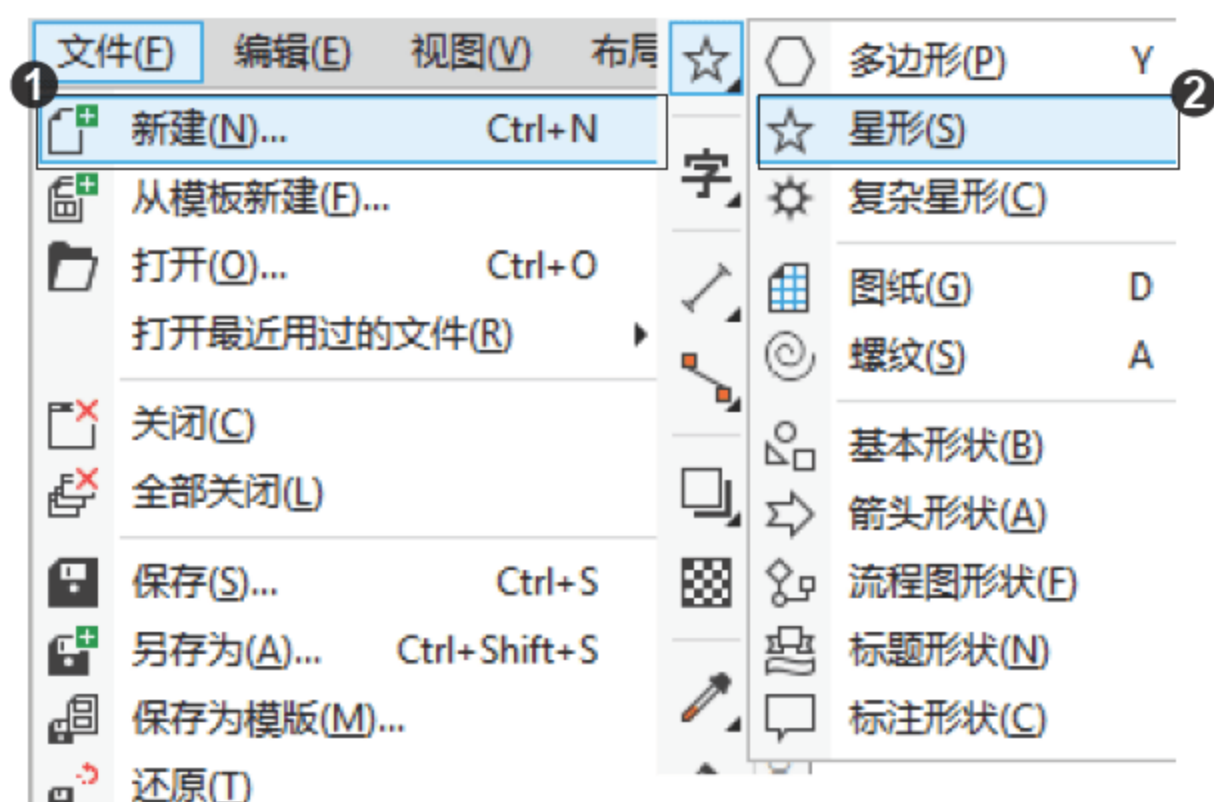 文件(F) 编辑(E) 视图(V) 布局
1
新建(N)... Ctrl+N
从模板新建(F)...
打开(O)... Ctrl+O
打开最近用过的文件(R)
关闭(C)
全部关闭(L)
保存(S)... Ctrl+S
另存为(A)... Ctrl+Shift+S
保存为模版(M)...
还原(T)
字
多边形(P) Y
2
星形(S)
复杂星形(C)
图纸(G) D
螺纹(S) A
基本形状(B)
箭头形状(A)
流程图形状(F)
标题形状(N)
标注形状(C)